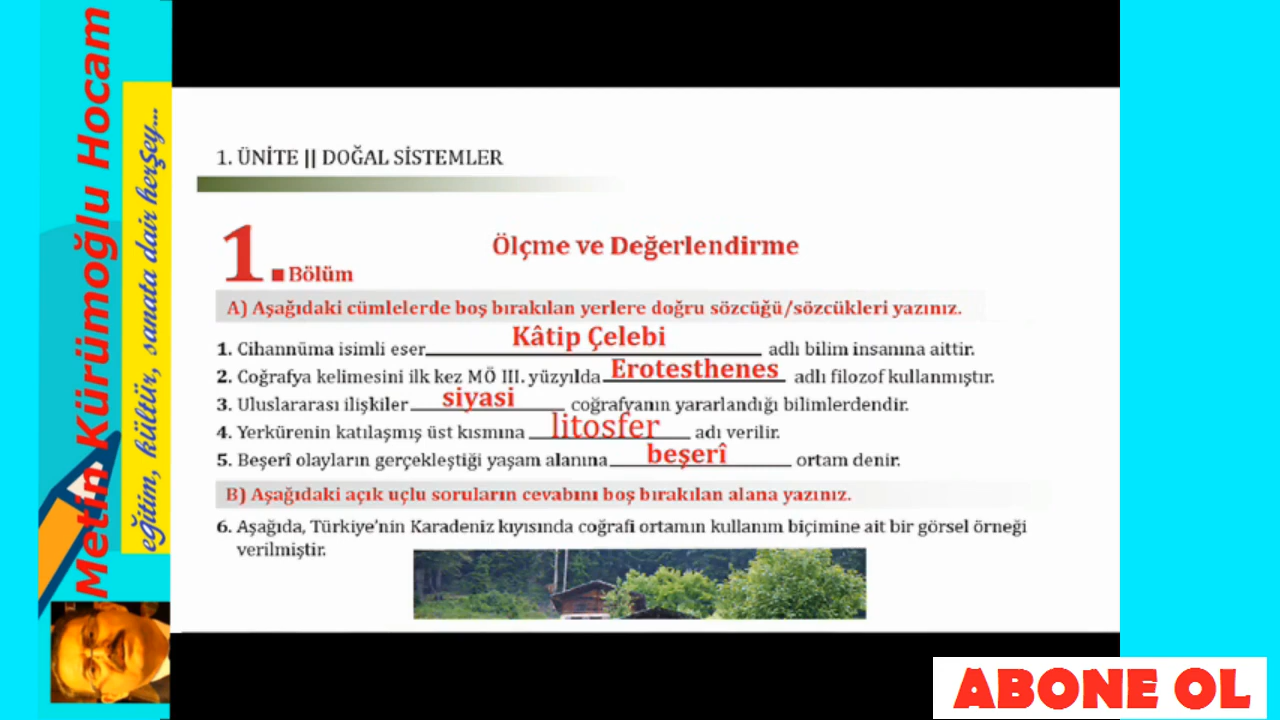 Metin Kürümoğlu Hocam
eğitim, kültür, sanata dair herşey...
1. ÜNİTE || DOĞAL SİSTEMLER
1. Bölüm
Ölçme ve Değerlendirme
A) Aşağıdaki cümlelerde boş bırakılan yerlere doğru sözcüğü/sözcükleri yazınız.
1. Cihannüma isimli eser Kâtip Çelebi adlı bilim insanına aittir.
2. Coğrafya kelimesini ilk kez MÖ III. yüzyılda Erotesthenes adlı filozof kullanmıştır.
3. Uluslararası ilişkiler siyasi coğrafyanın yararlandığı bilimlerdendir.
4. Yerkürenin katılaşmış üst kısmına litosfer adı verilir.
5. Beşerî olayların gerçekleştiği yaşam alanına beşerî ortam denir.
B) Aşağıdaki açık uçlu soruların cevabını boş bırakılan alana yazınız.
6. Aşağıda, Türkiye'nin Karadeniz kıyısında coğrafi ortamın kullanım biçimine ait bir görsel örneği
verilmiştir.
ABONE OL